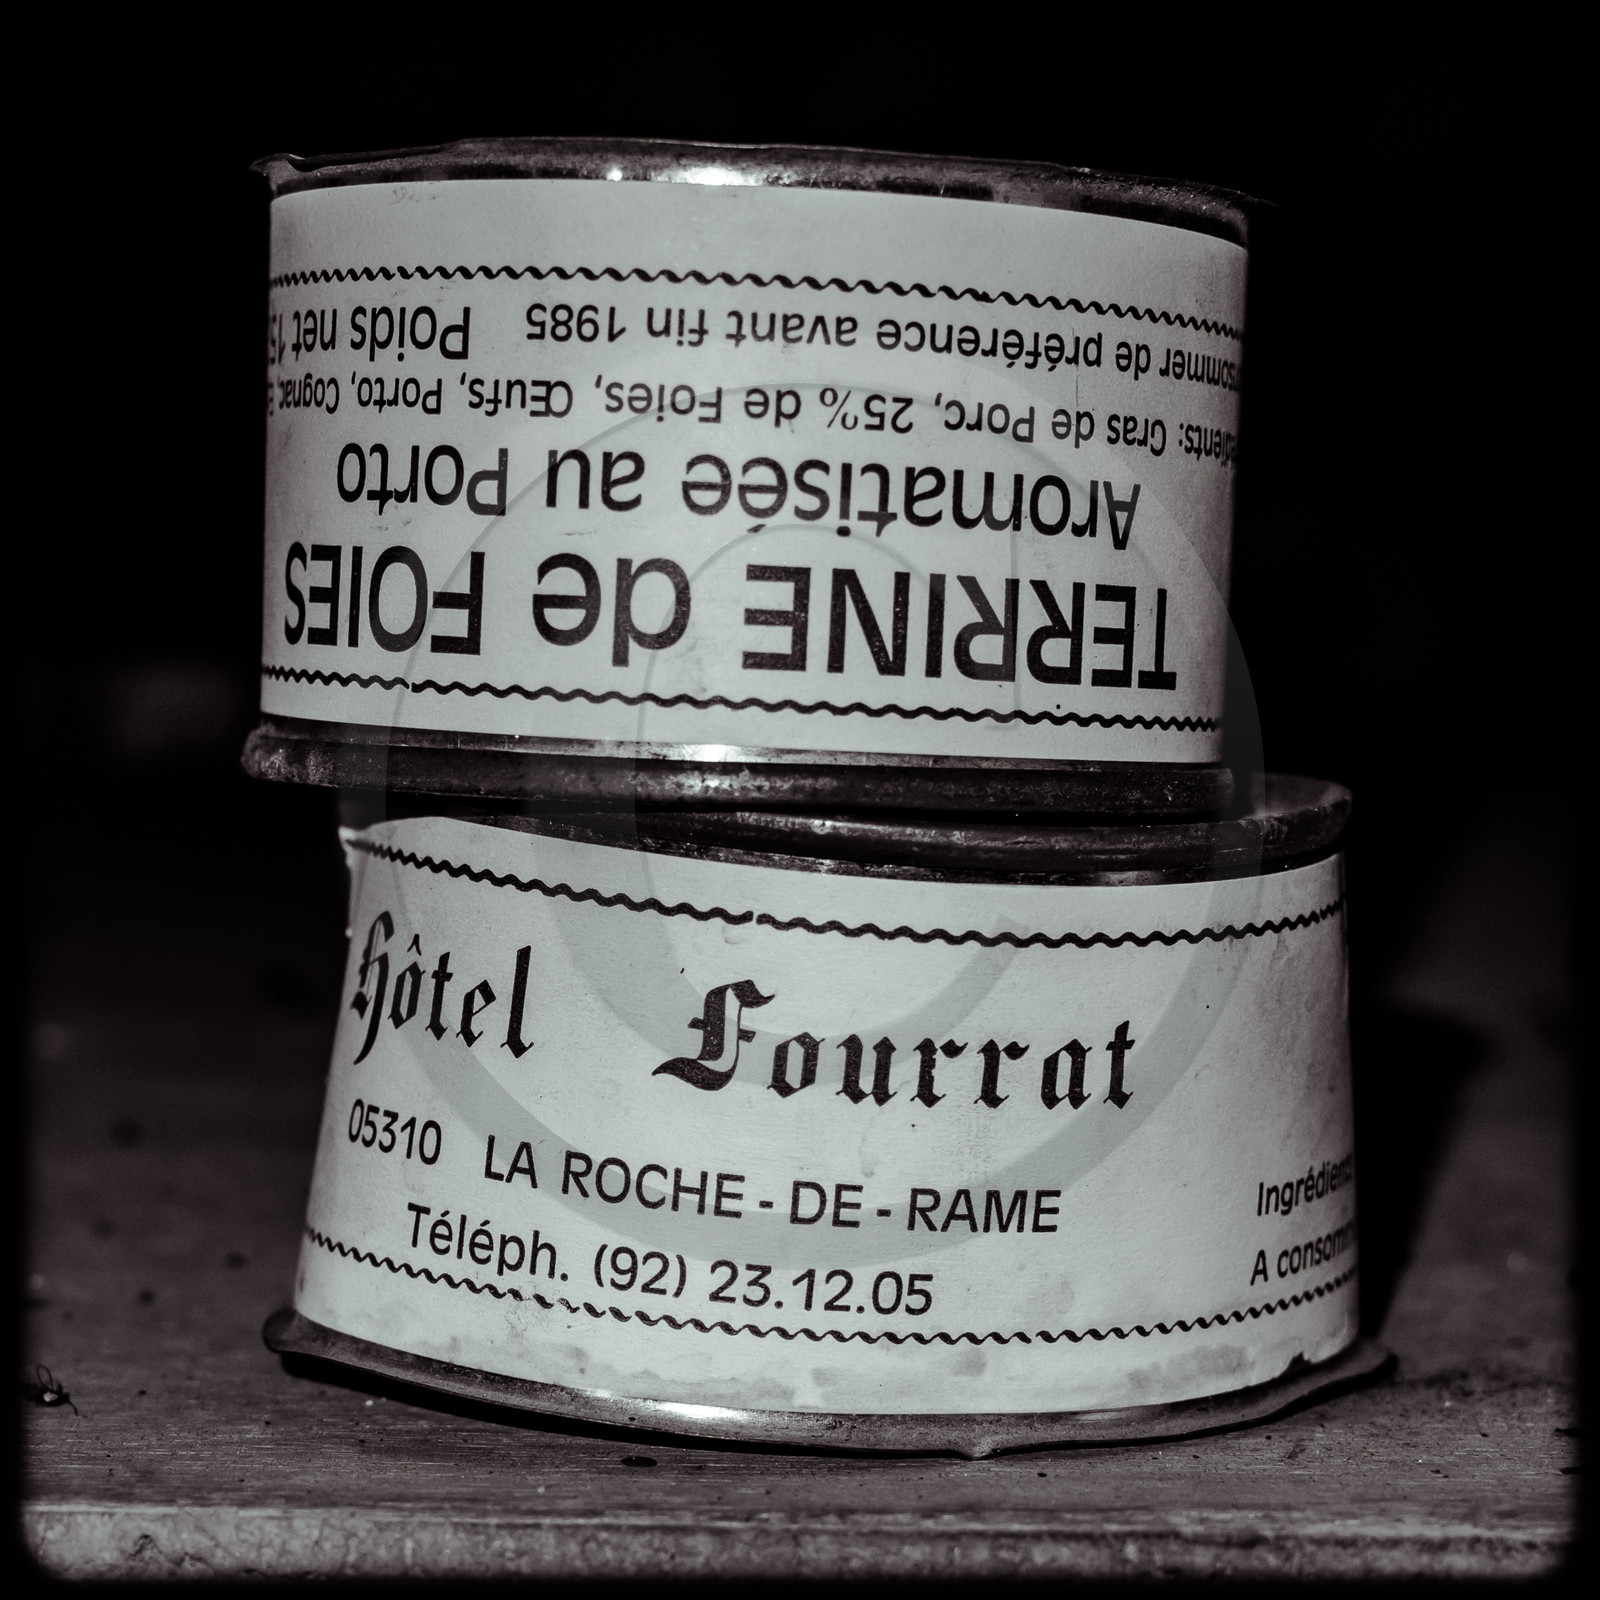 TERRINE de FOIES
Aromatisée au Porto
Gras de Porc, 25% de Foies, Œufs, Porto, Cognac,
de préférence avant fin 1985 Poids net
Hôtel Fourrat
05310 LA ROCHE-DE-RAME
Téléph. (92) 23.12.05
A